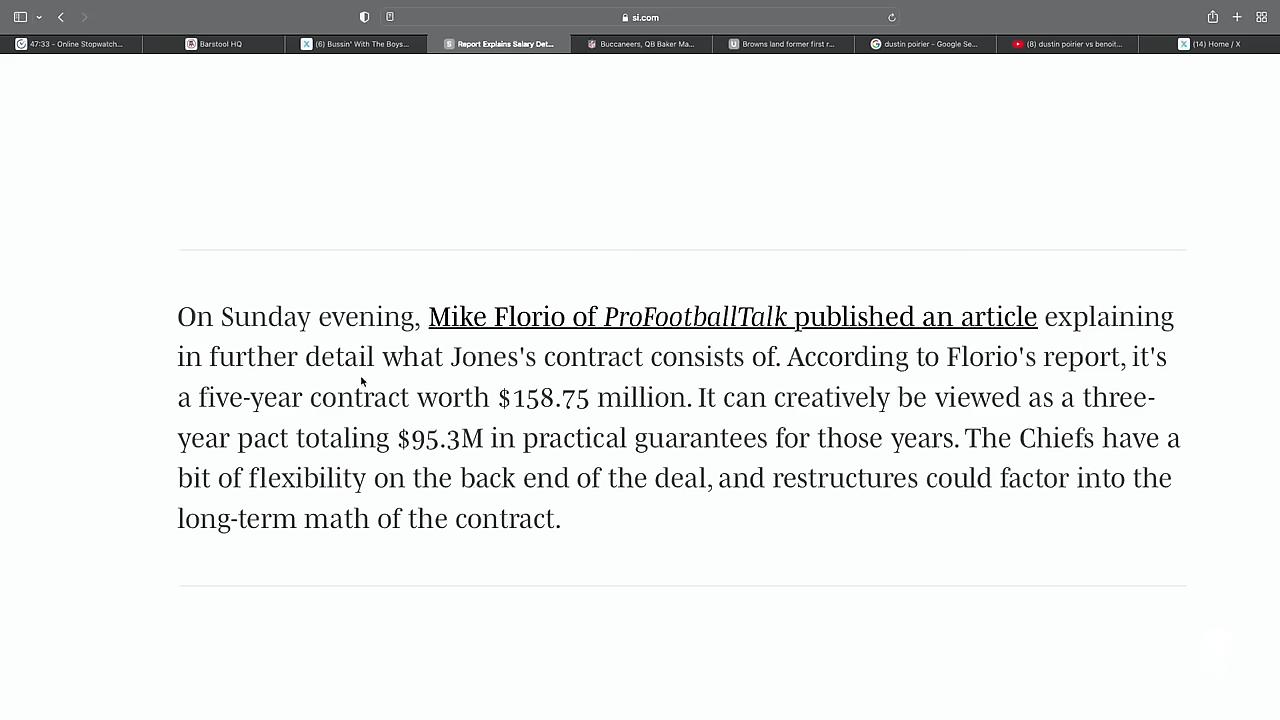 si.com
47:33 - Online Stopwatch...
Barstool HQ
(6) Bussin' With The Boys...
Report Explains Salary Det...
Buccaneers, QB Baker Ma...
Browns land former first r...
dustin poirier - Google Se...
(8) dustin poirier vs benoit...
(14) Home / X
On Sunday evening, Mike Florio of ProFootballTalk published an article explaining
in further detail what Jones's contract consists of. According to Florio's report, it's
a five-year contract worth $158.75 million. It can creatively be viewed as a three-
year pact totaling $95.3M in practical guarantees for those years. The Chiefs have a
bit of flexibility on the back end of the deal, and restructures could factor into the
long-term math of the contract.